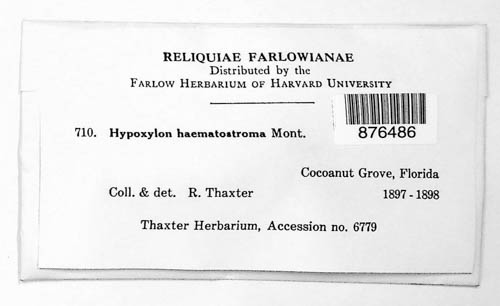 RELIQUIAE FARLOWIANAE
Distributed by the
FARLOW HERBARIUM OF HARVARD UNIVERSITY
710. Hypoxylon haematostroma Mont.
876486
Cocoanut Grove, Florida
Coll. & det. R. Thaxter 1897 - 1898
Thaxter Herbarium, Accession no. 6779